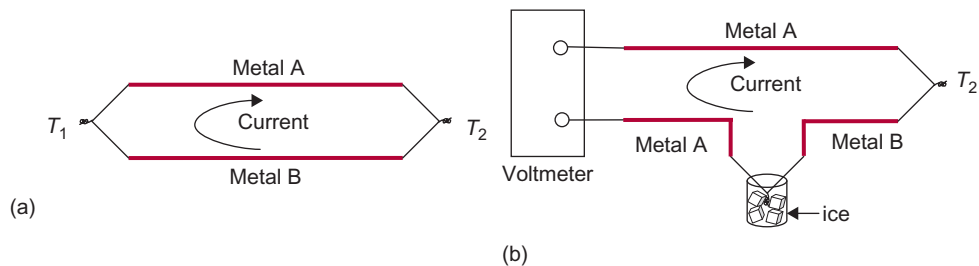 Metal A
T1
Current
T2
Metal B
(a)
Voltmeter
Metal A
Current
T2
Metal A
Metal B
ice
(b)